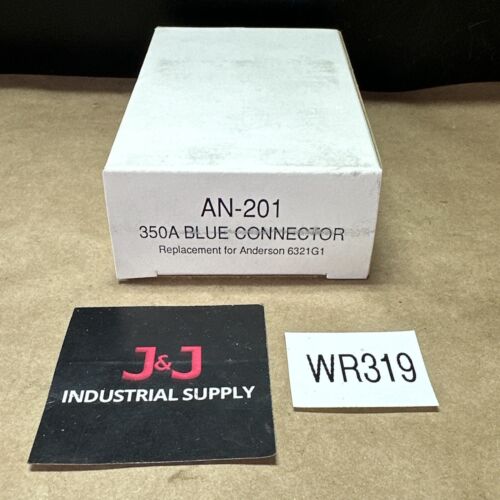 AN-201
350A BLUE CONNECTOR
Replacement for Anderson 6321G1
J&J
INDUSTRIAL SUPPLY
WR319